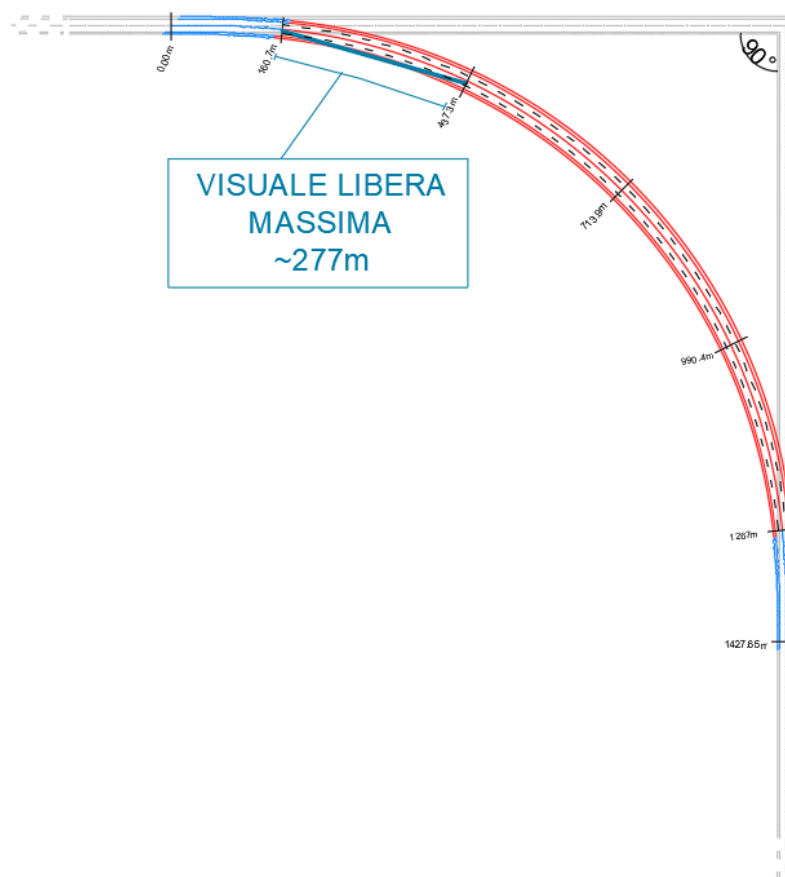 90°
0.00m
160.7m
437.3m
VISUALE LIBERA
MASSIMA
~277m
713.9m
990.4m
1267m
1427.65m